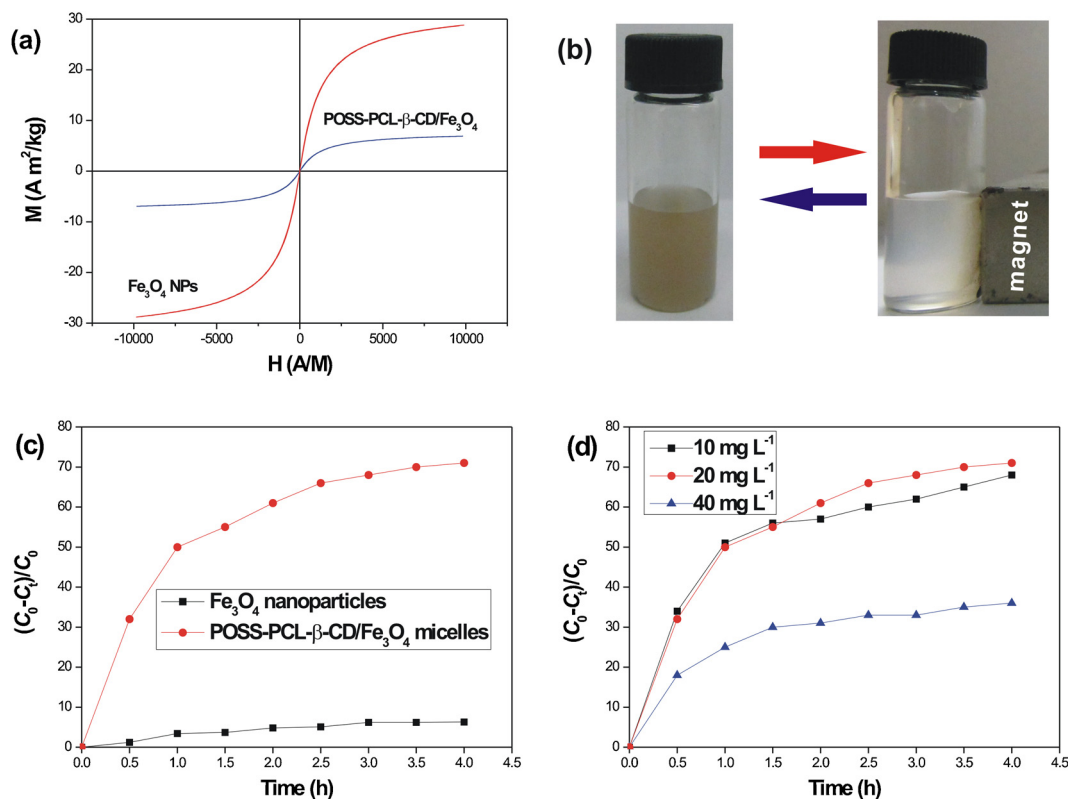 (a)
30
20
10
0
-10
-20
-30
M (A m²/kg)
POSS-PCL-β-CD/Fe₃O₄
Fe₃O₄ NPs
-10000 -5000 0 5000 10000
H (A/M)
(b)
magnet
(c)
80
70
60
50
40
30
20
10
0
(C₀-Cₜ)/C₀
Fe₃O₄ nanoparticles
POSS-PCL-β-CD/Fe₃O₄ micelles
0.0 0.5 1.0 1.5 2.0 2.5 3.0 3.5 4.0 4.5
Time (h)
(d)
80
70
60
50
40
30
20
10
0
(C₀-Cₜ)/C₀
10 mg L⁻¹
20 mg L⁻¹
40 mg L⁻¹
0.0 0.5 1.0 1.5 2.0 2.5 3.0 3.5 4.0 4.5
Time (h)